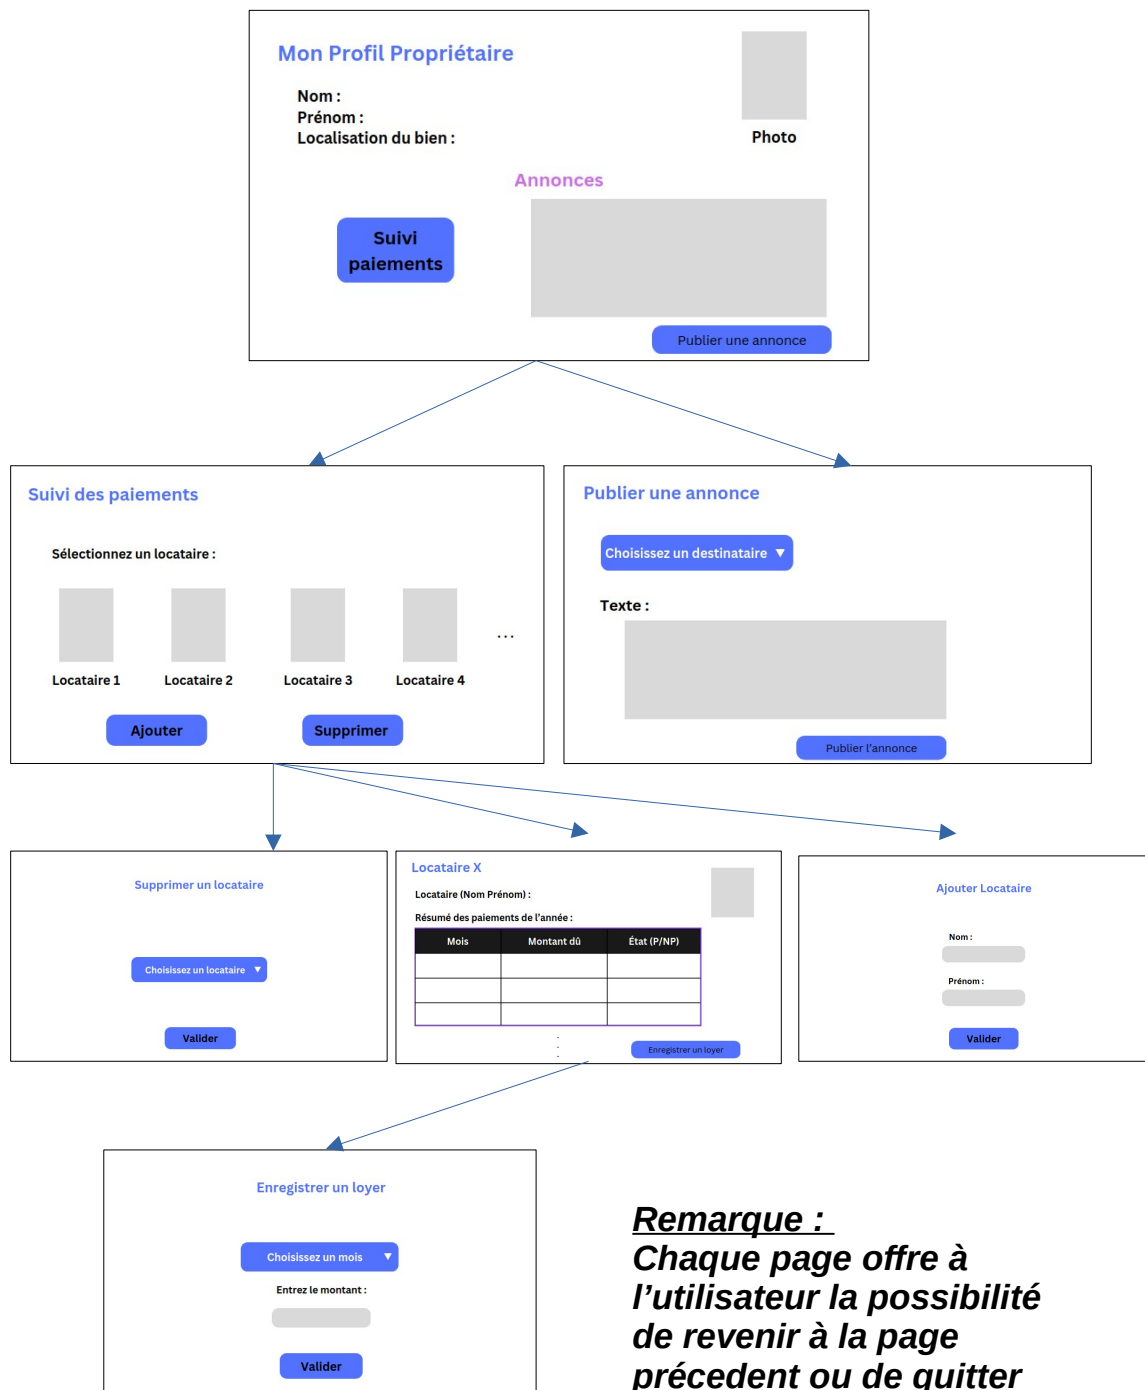 Mon Profil Propriétaire
Nom :
Prénom :
Localisation du bien :
Photo
Annonces
Suivi
paiements
Publier une annonce
Suivi des paiements
Sélectionnez un locataire :
...
Locataire 1 Locataire 2 Locataire 3 Locataire 4
Ajouter Supprimer
Publier une annonce
Choisissez un destinataire ▼
Texte :
Publier l'annonce
Supprimer un locataire
Choisissez un locataire ▼
Valider
Locataire X
Locataire (Nom Prénom) :
Résumé des paiements de l'année :
Mois Montant dû État (P/NP)
Enregistrer un loyer
Ajouter Locataire
Nom :
Prénom :
Valider
Enregistrer un loyer
Choisissez un mois ▼
Entrez le montant :
Valider
Remarque :
Chaque page offre à
l'utilisateur la possibilité
de revenir à la page
précedent ou de quitter